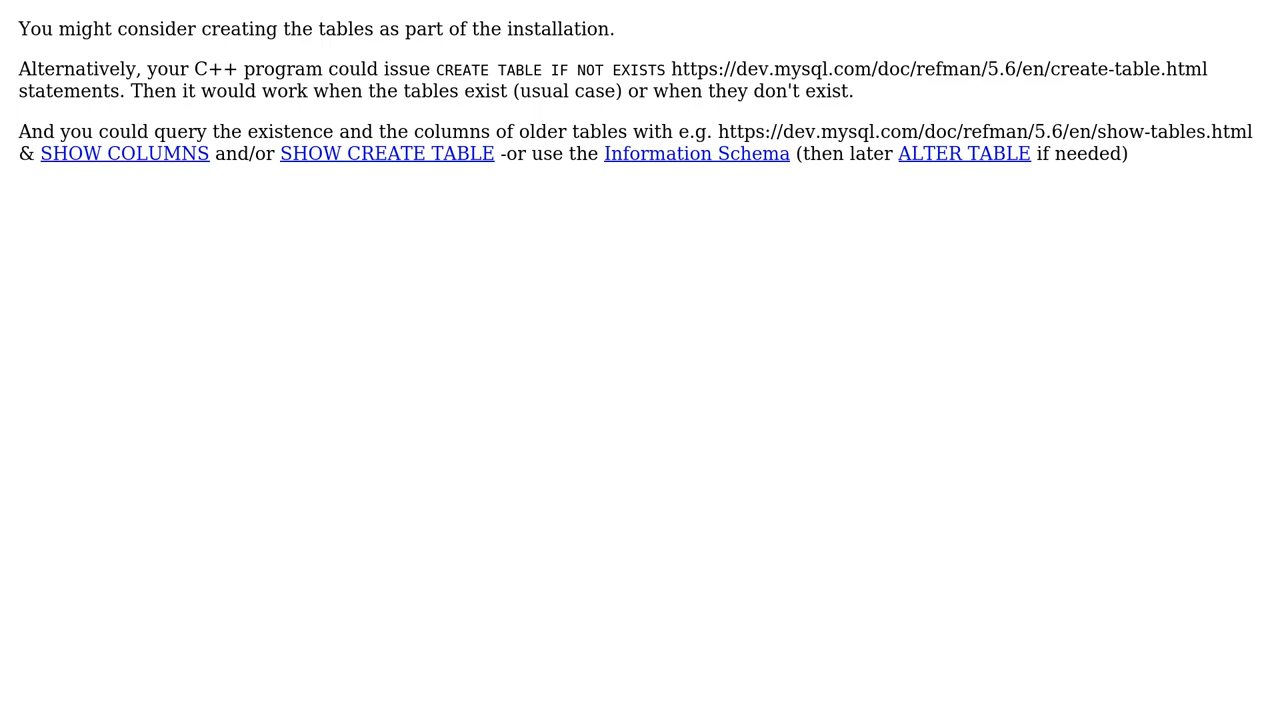 You might consider creating the tables as part of the installation.
Alternatively, your C++ program could issue CREATE TABLE IF NOT EXISTS https://dev.mysql.com/doc/refman/5.6/en/create-table.html
statements. Then it would work when the tables exist (usual case) or when they don't exist.
And you could query the existence and the columns of older tables with e.g. https://dev.mysql.com/doc/refman/5.6/en/show-tables.html
& SHOW COLUMNS and/or SHOW CREATE TABLE -or use the Information Schema (then later ALTER TABLE if needed)